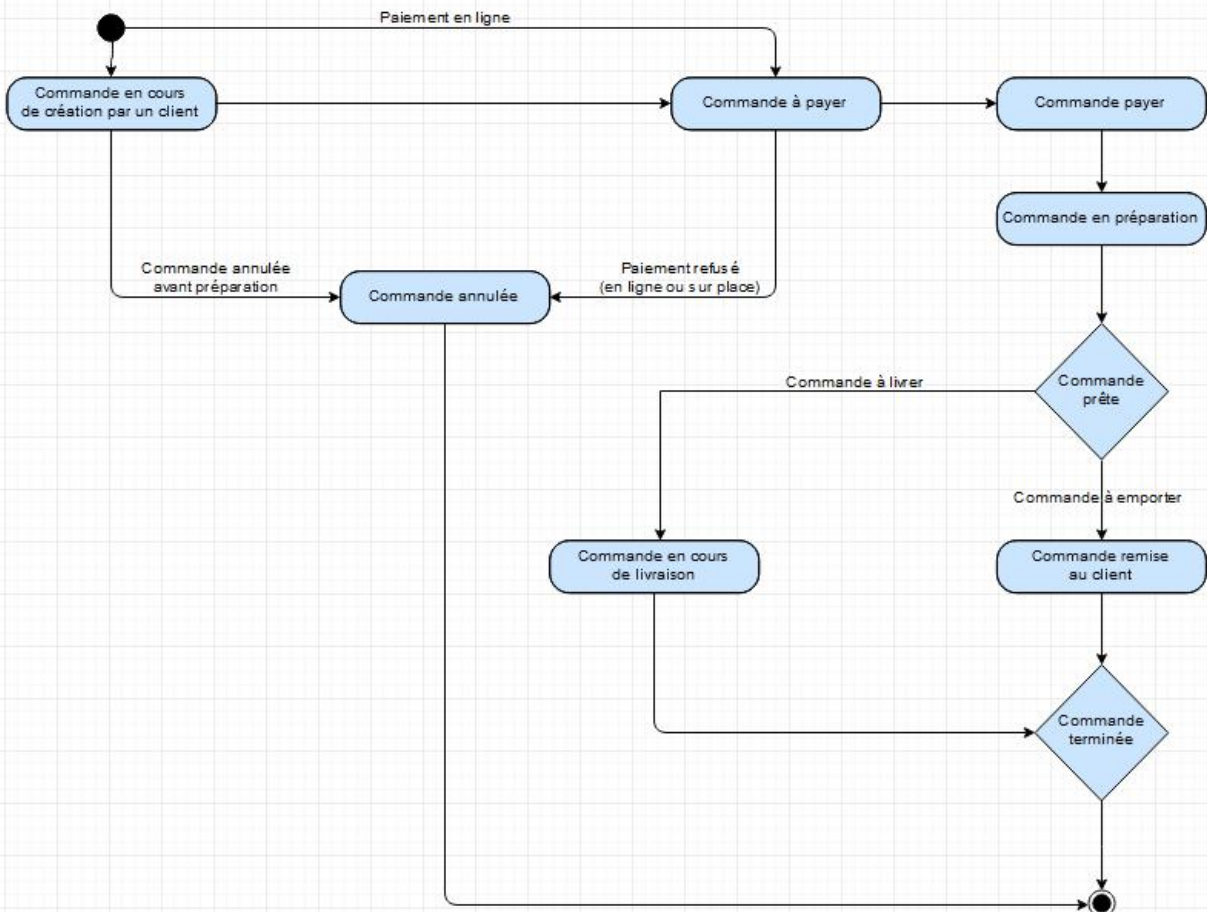 Paiement en ligne
Commande en cours
de création par un client
Commande à payer
Commande payer
Commande en préparation
Commande annulée
avant préparation
Commande annulée
Paiement refusé
(en ligne ou sur place)
Commande
prête
Commande à livrer
Commande à emporter
Commande en cours
de livraison
Commande remise
au client
Commande
terminée